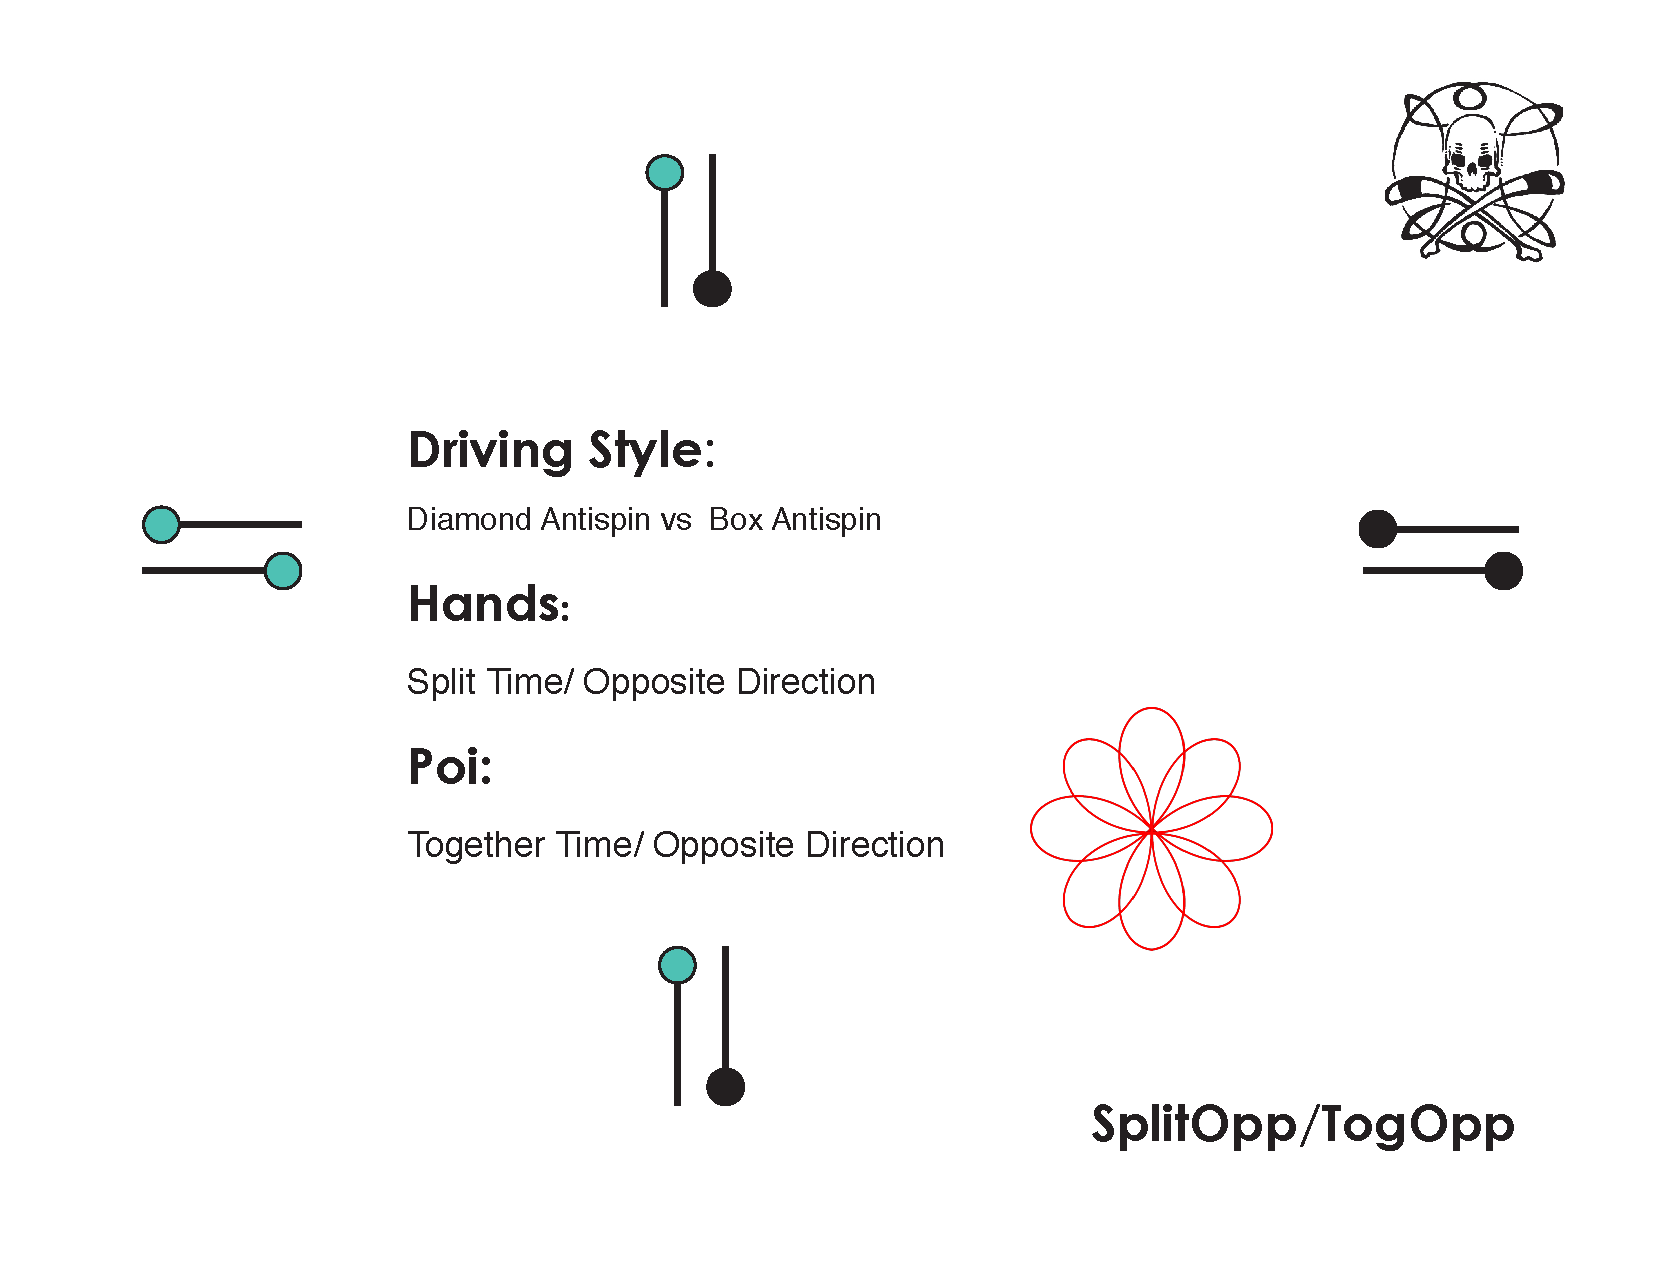 Driving Style:
Diamond Antispin vs  Box Antispin
Hands:
Split Time/ Opposite Direction
Poi:
Together Time/ Opposite Direction
SplitOpp/TogOpp